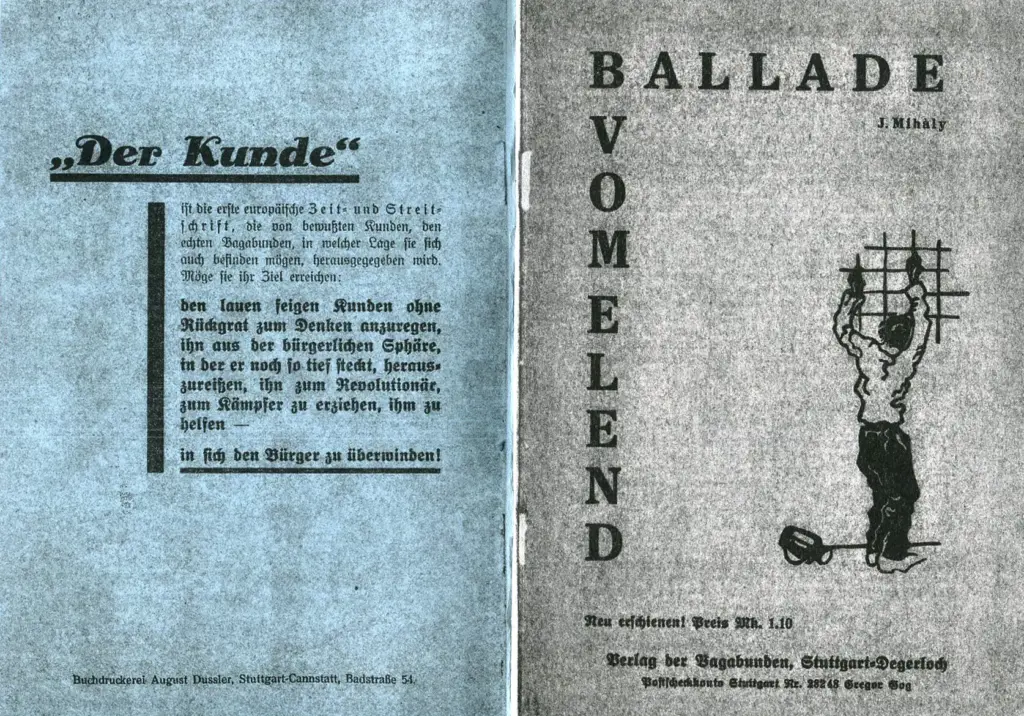 „Der Kunde“
ist die erste europäische Zeit- und Streit-
schrift, die von bewußten Kunden, den
echten Vagabunden, in welcher Lage sie sich
auch befinden mögen, herausgegegeben wird.
Möge sie ihr Ziel erreichen:
den lauen feigen Kunden ohne
Rückgrat zum Denken anzuregen,
ihn aus der bürgerlichen Sphäre,
in der er noch so tief steckt, heraus-
zureißen, ihn zum Revolutionär,
zum Kämpfer zu erziehen, ihm zu
helfen —
in sich den Bürger zu überwinden!
Buchdruckerei August Dussler, Stuttgart-Cannstatt, Badstraße 54.
BALLADE
J. Mihàly
VOM ELEND
Neu erschienen! Preis Mk. 1.10
Verlag der Vagabunden, Stuttgart-Degerloch
Postscheckkonto Stuttgart Nr. 28248 Gregor Gog